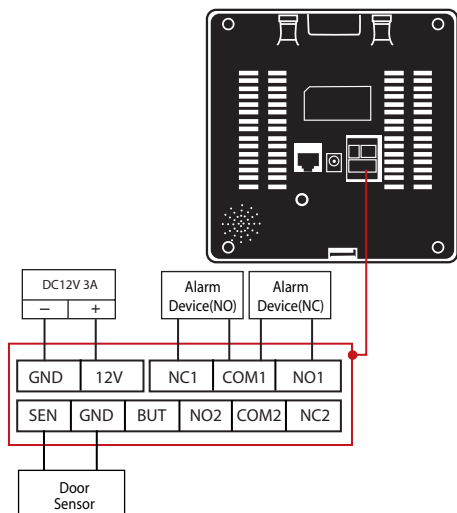 DC12V 3A
— +
Alarm
Device(NO)
Alarm
Device(NC)
GND 12V NC1 COM1 NO1
SEN GND BUT NO2 COM2 NC2
Door
Sensor